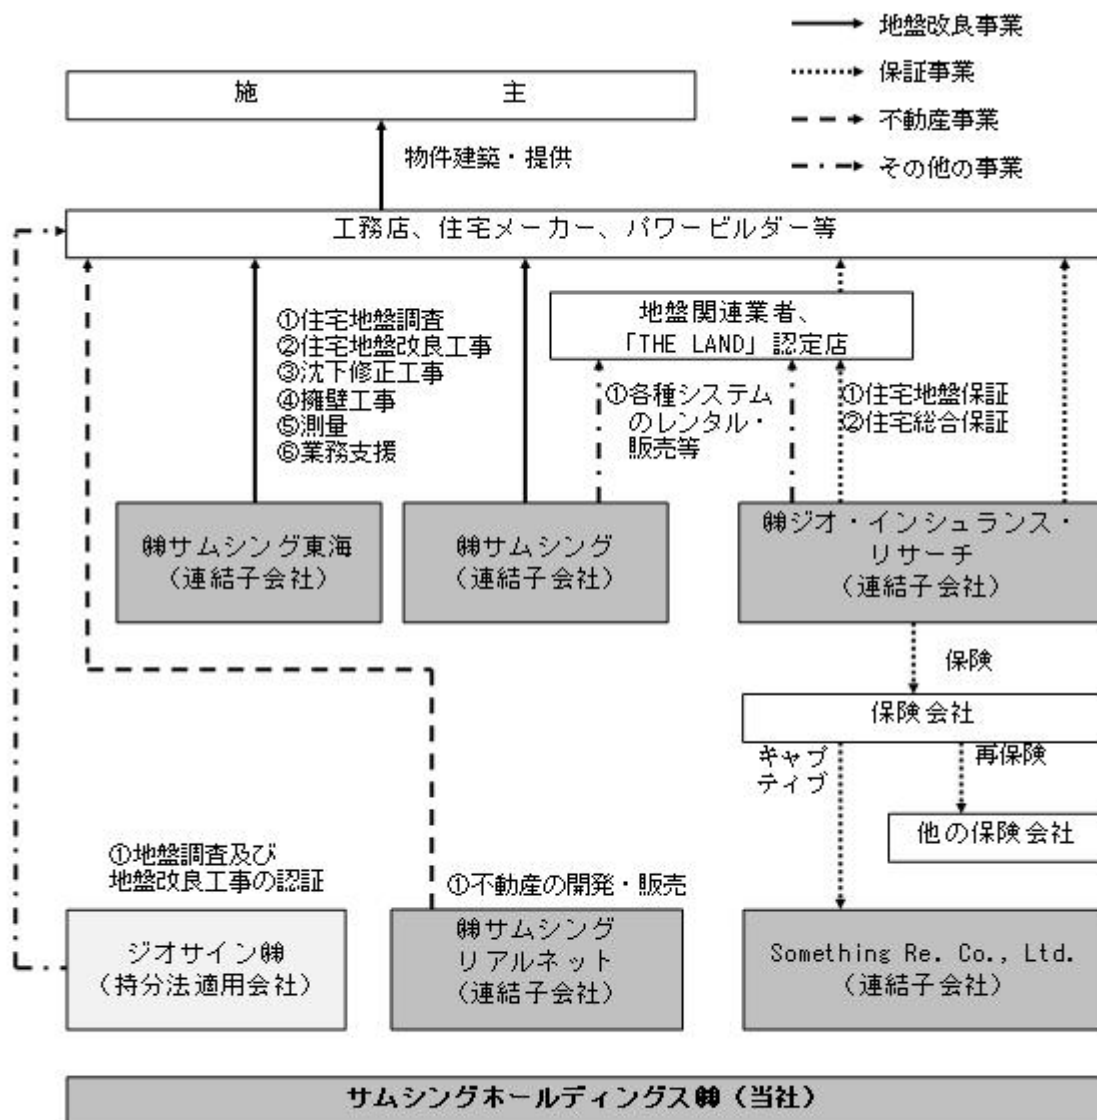 地盤改良事業
保証事業
不動産事業
その他の事業
施　主
物件建築・提供
工務店、住宅メーカー、パワービルダー等
①住宅地盤調査
②住宅地盤改良工事
③沈下修正工事
④擁壁工事
⑤測量
⑥業務支援
地盤関連業者、
「THE LAND」認定店
①各種システム
のレンタル・
販売等
①住宅地盤保証
②住宅総合保証
㈱サムシング東海
（連結子会社）
㈱サムシング
（連結子会社）
㈱ジオ・インシュランス・
リサーチ
（連結子会社）
保険
保険会社
キャプ
ティブ
再保険
他の保険会社
①地盤調査及び
地盤改良工事の認証
①不動産の開発・販売
ジオサイン㈱
（持分法適用会社）
㈱サムシング
リアルネット
（連結子会社）
Something Re. Co., Ltd.
（連結子会社）
サムシングホールディングス㈱（当社）